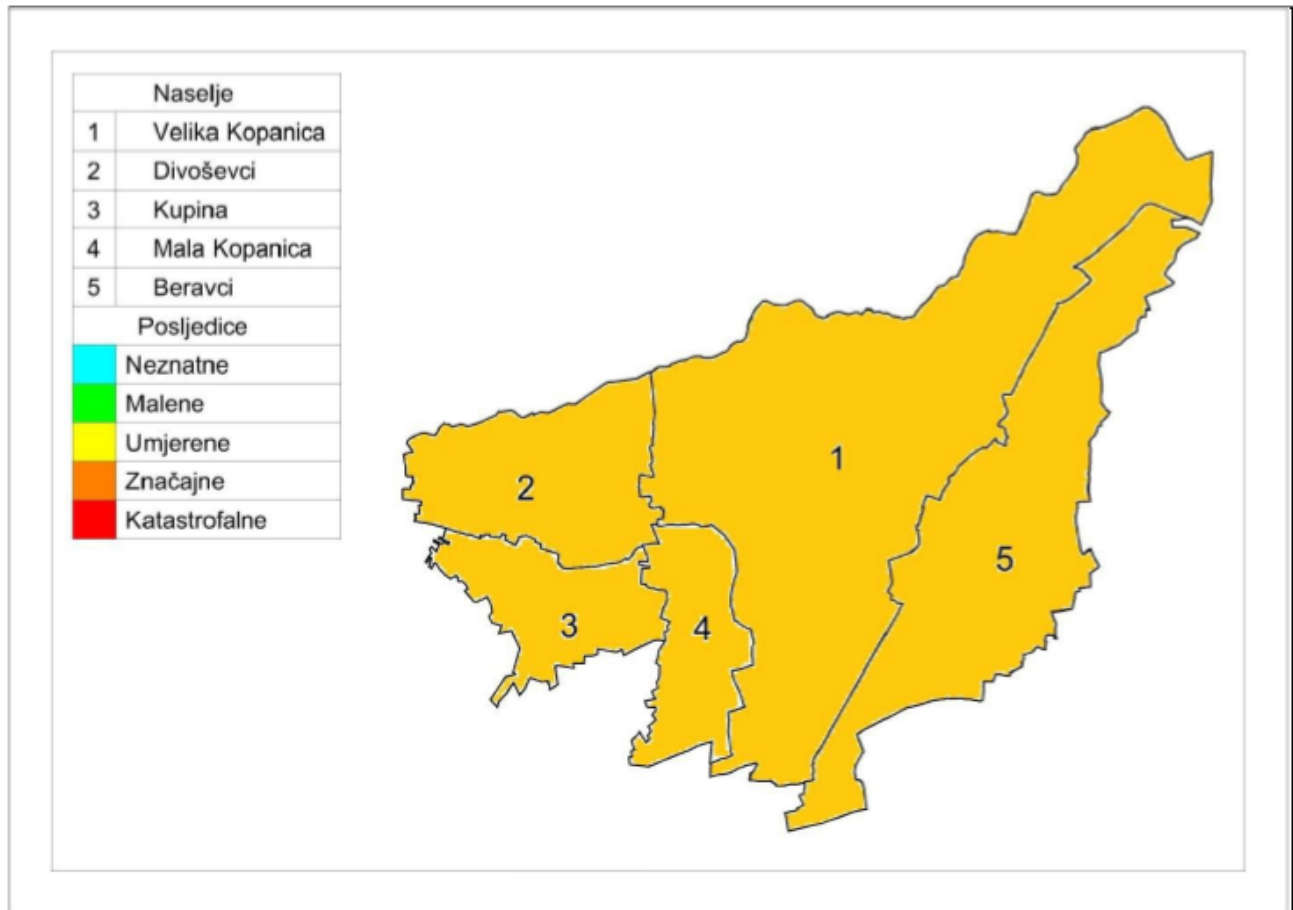 Naselje
1 Velika Kopanica
2 Divoševci
3 Kupina
4 Mala Kopanica
5 Beravci
Posljedice
Neznatne
Malene
Umjerene
Značajne
Katastrofalne
1
2
5
3
4